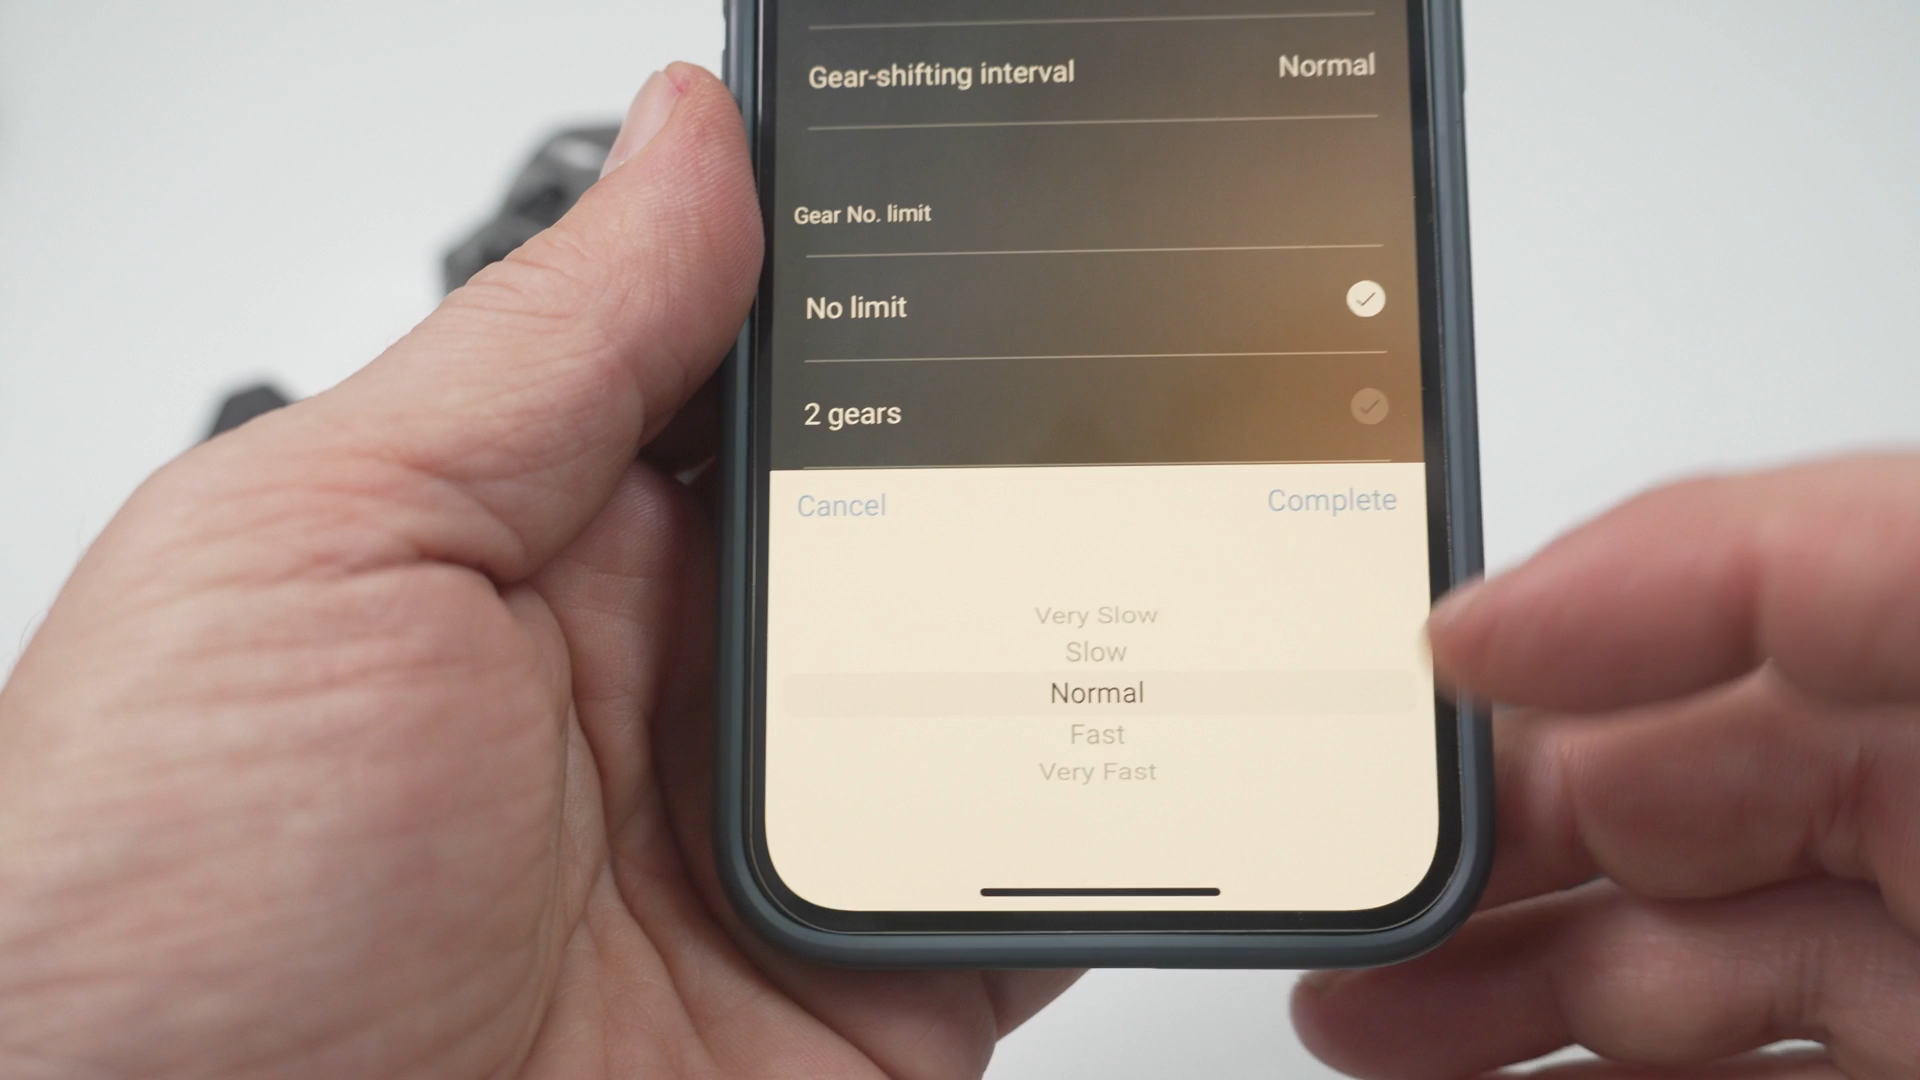 Gear-shifting interval Normal
Gear No. limit
No limit
2 gears
Cancel Complete
Very Slow
Slow
Normal
Fast
Very Fast